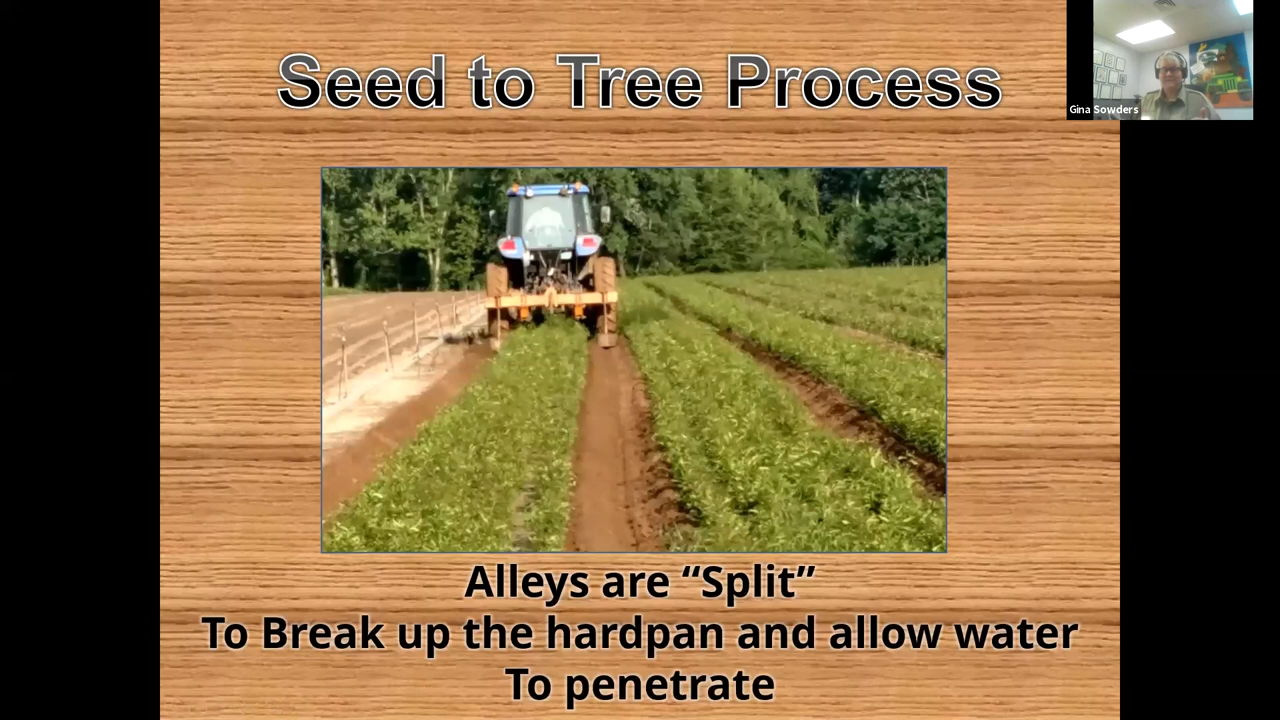 Seed to Tree Process
Gina Sowders
Alleys are “Split”
To Break up the hardpan and allow water
To penetrate